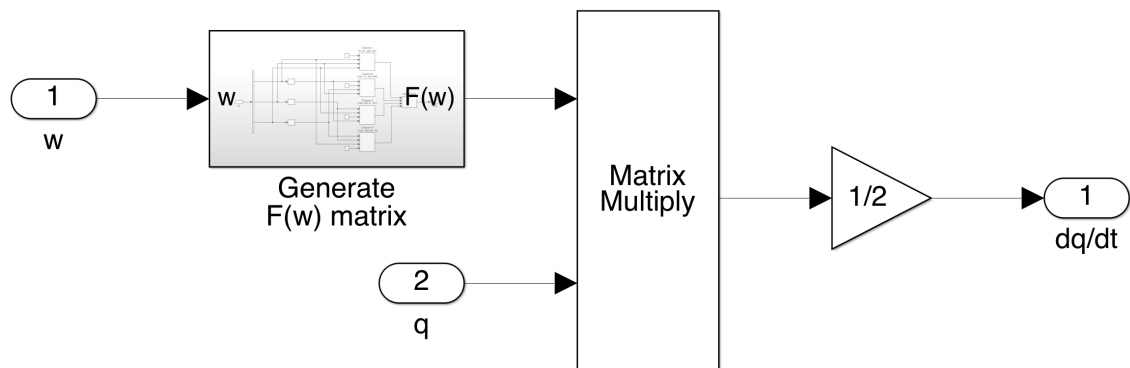 1
w
w
F(w)
Generate
F(w) matrix
2
q
Matrix
Multiply
1/2
1
dq/dt